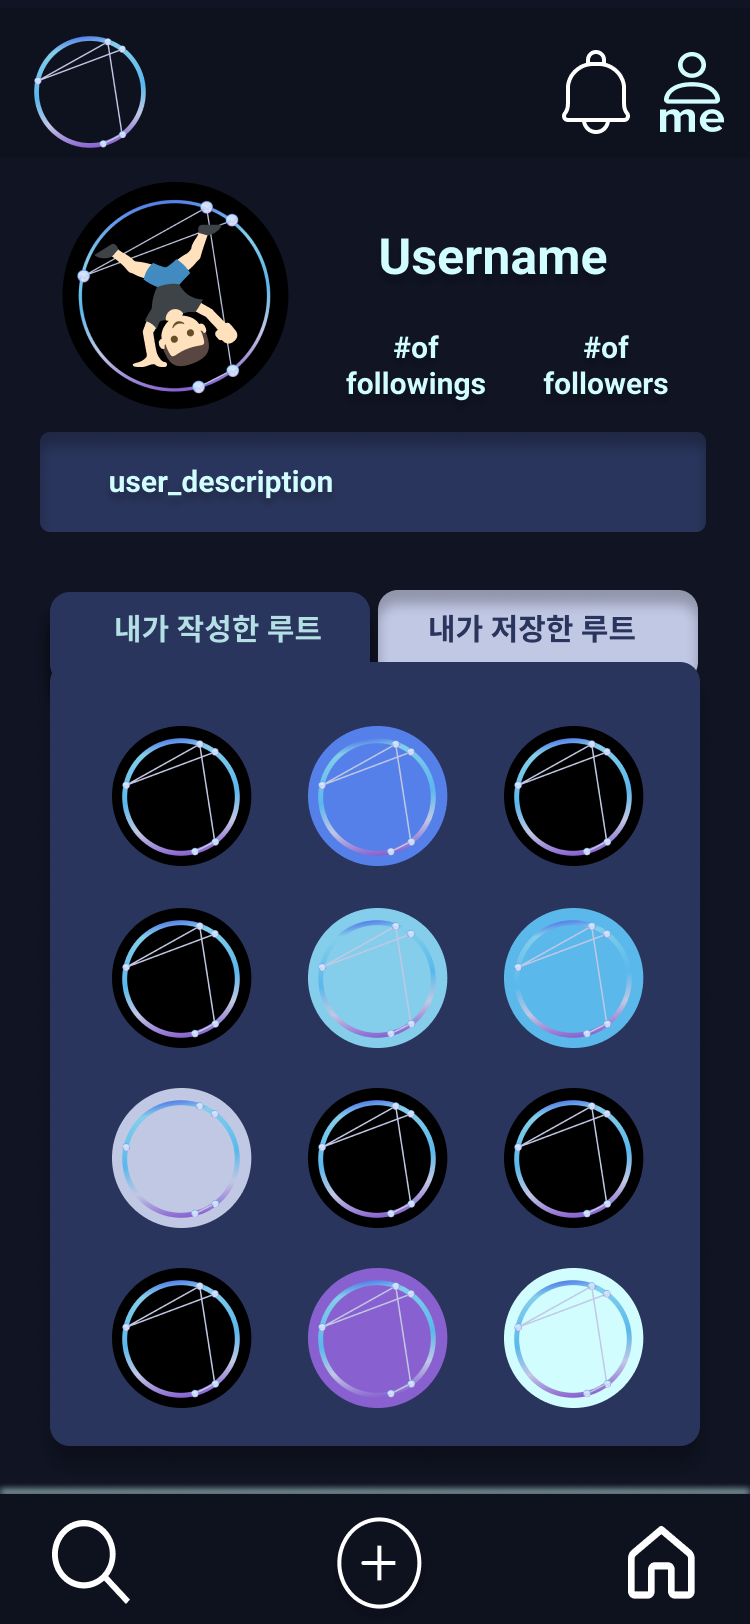 me
Username
#of
followings
#of
followers
user_description
내가 작성한 루트
내가 저장한 루트